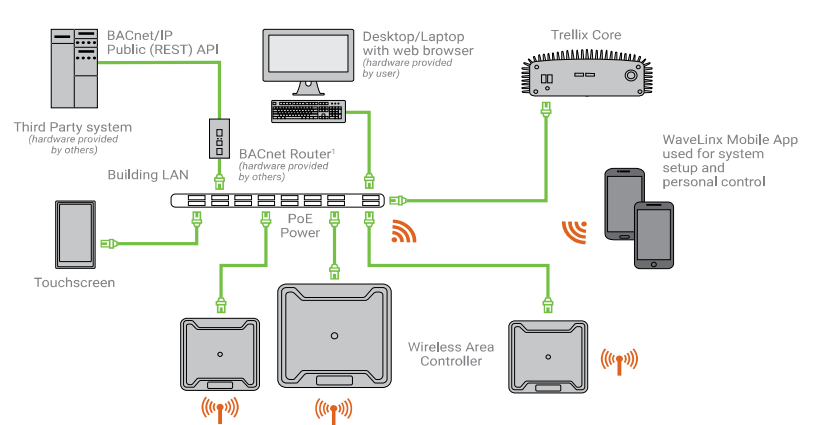 BACnet/IP
Public (REST) API
Desktop/Laptop
with web browser
(hardware provided
by user)
Trellix Core
Third Party system
(hardware provided
by others)
BACnet Router¹
(hardware provided
by others)
Building LAN
WaveLinx Mobile App
used for system
setup and
personal control
PoE
Power
Touchscreen
Wireless Area
Controller